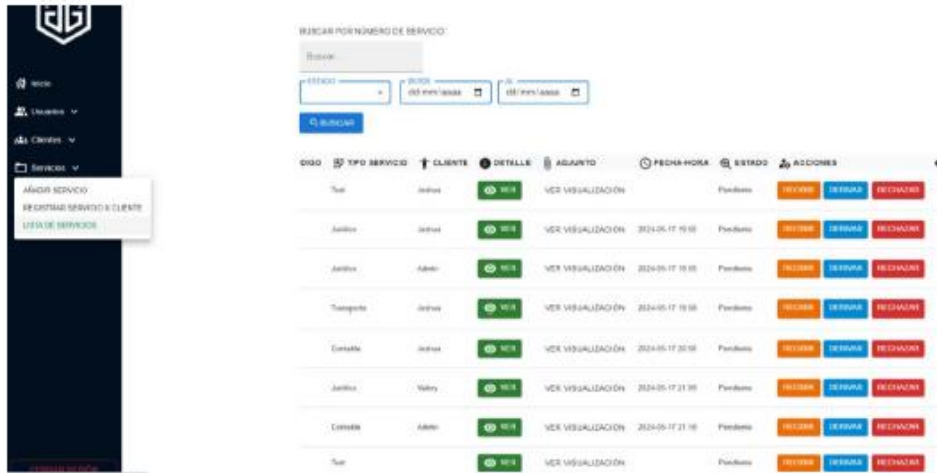 BUSCAR POR NÚMERO DE SERVICIO
Buscar...
Inicio
ESTADO
dd/mm/aaaa
AL
dd/mm/aaaa
Usuarios
BUSCAR
Clientes
Servicios
DIGO TIPO SERVICIO CLIENTE DETALLE ADJUNTO FECHA-HORA ESTADO ACCIONES
AÑADIR SERVICIO
REGISTRAR SERVICIO X CLIENTE
LISTA DE SERVICIOS
Test Joshua VER VER VISUALIZACIÓN Pendiente RECIBIR DERIVAR RECHAZAR
Jurídico Joshua VER VER VISUALIZACIÓN Pendiente RECIBIR DERIVAR RECHAZAR
Jurídico Admin VER VER VISUALIZACIÓN Pendiente RECIBIR DERIVAR RECHAZAR
Transporte Joshua VER VER VISUALIZACIÓN Pendiente RECIBIR DERIVAR RECHAZAR
Contable Joshua VER VER VISUALIZACIÓN Pendiente RECIBIR DERIVAR RECHAZAR
Jurídico Valery VER VER VISUALIZACIÓN Pendiente RECIBIR DERIVAR RECHAZAR
Contable Admin VER VER VISUALIZACIÓN Pendiente RECIBIR DERIVAR RECHAZAR
Test VER VER VISUALIZACIÓN Pendiente RECIBIR DERIVAR RECHAZAR
CERRAR SESIÓN